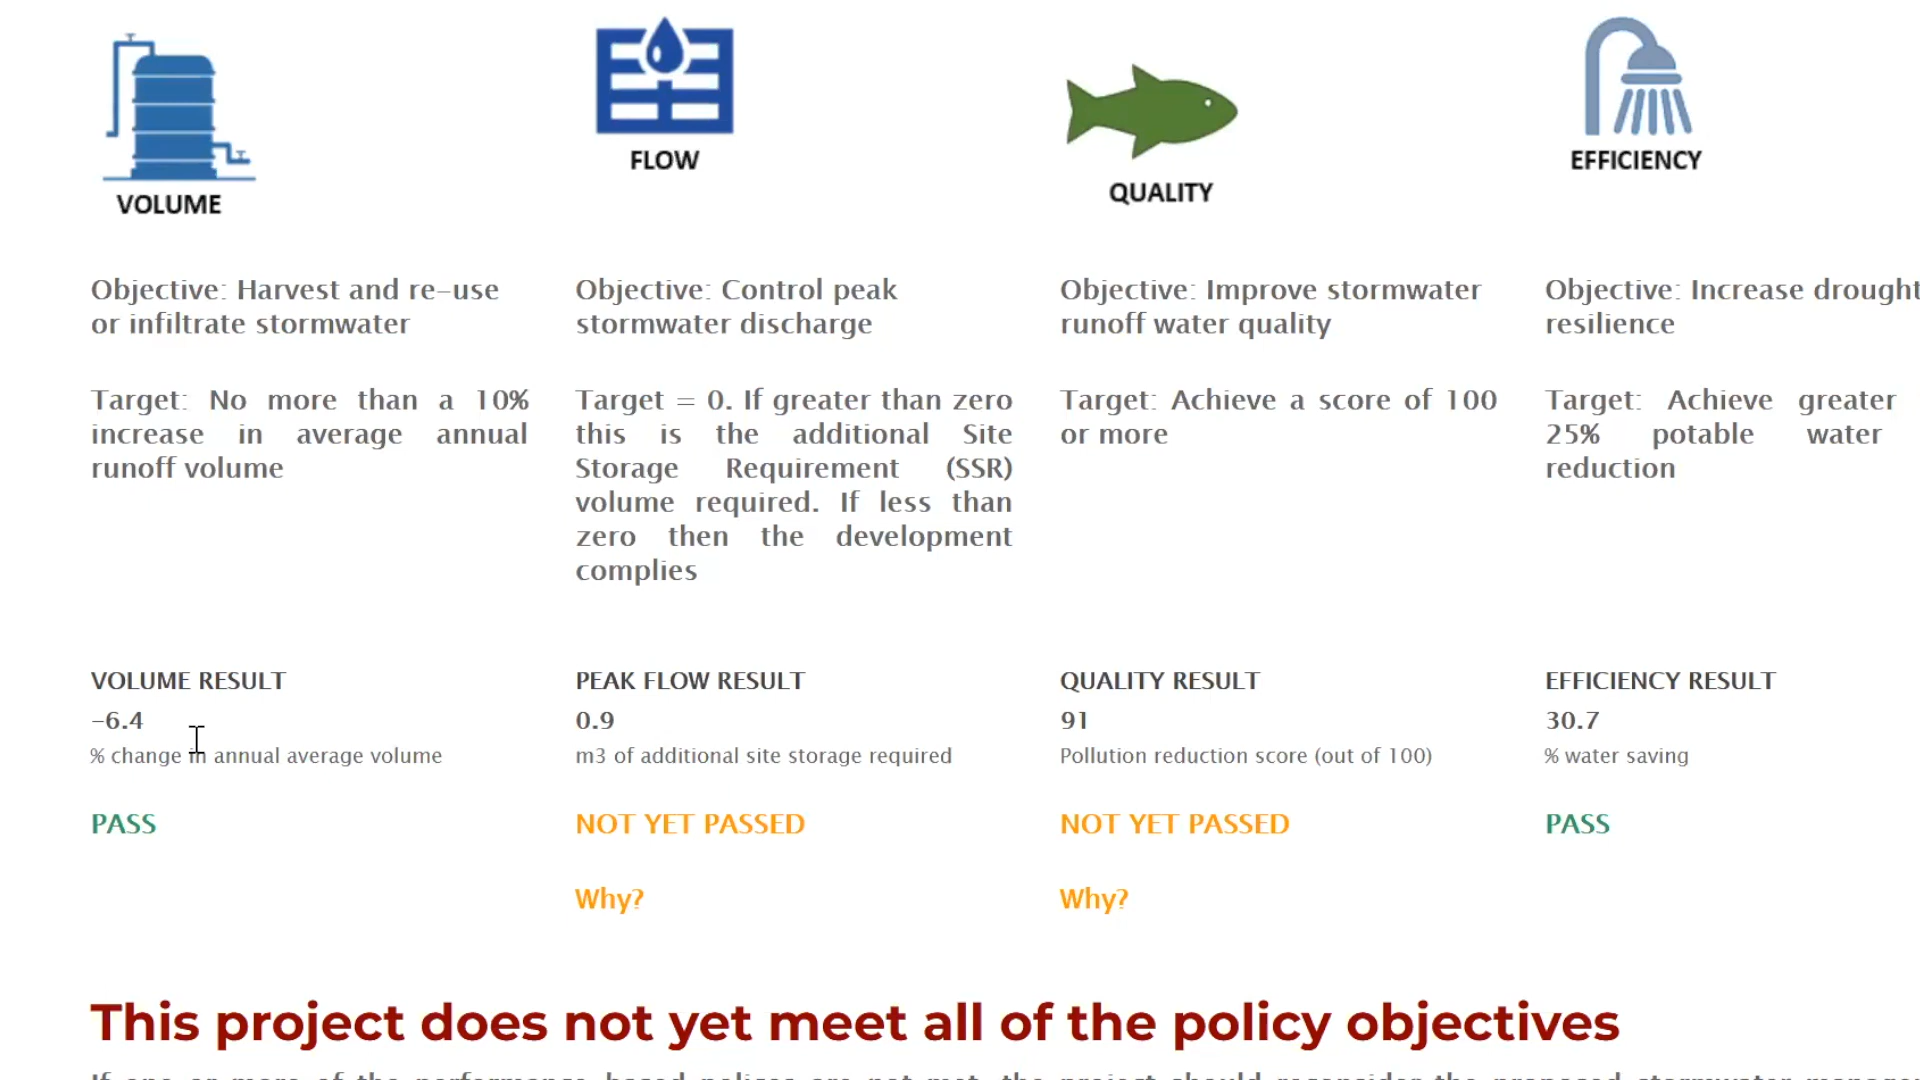 VOLUME
FLOW
QUALITY
EFFICIENCY
Objective: Harvest and re-use
or infiltrate stormwater
Target: No more than a 10%
increase in average annual
runoff volume
Objective: Control peak
stormwater discharge
Target = 0. If greater than zero
this is the additional Site
Storage Requirement (SSR)
volume required. If less than
zero then the development
complies
Objective: Improve stormwater
runoff water quality
Target: Achieve a score of 100
or more
Objective: Increase drought
resilience
Target: Achieve greater
25% potable water
reduction
VOLUME RESULT
-6.4
% change in annual average volume
PASS
PEAK FLOW RESULT
0.9
m3 of additional site storage required
NOT YET PASSED
Why?
QUALITY RESULT
91
Pollution reduction score (out of 100)
NOT YET PASSED
Why?
EFFICIENCY RESULT
30.7
% water saving
PASS
This project does not yet meet all of the policy objectives